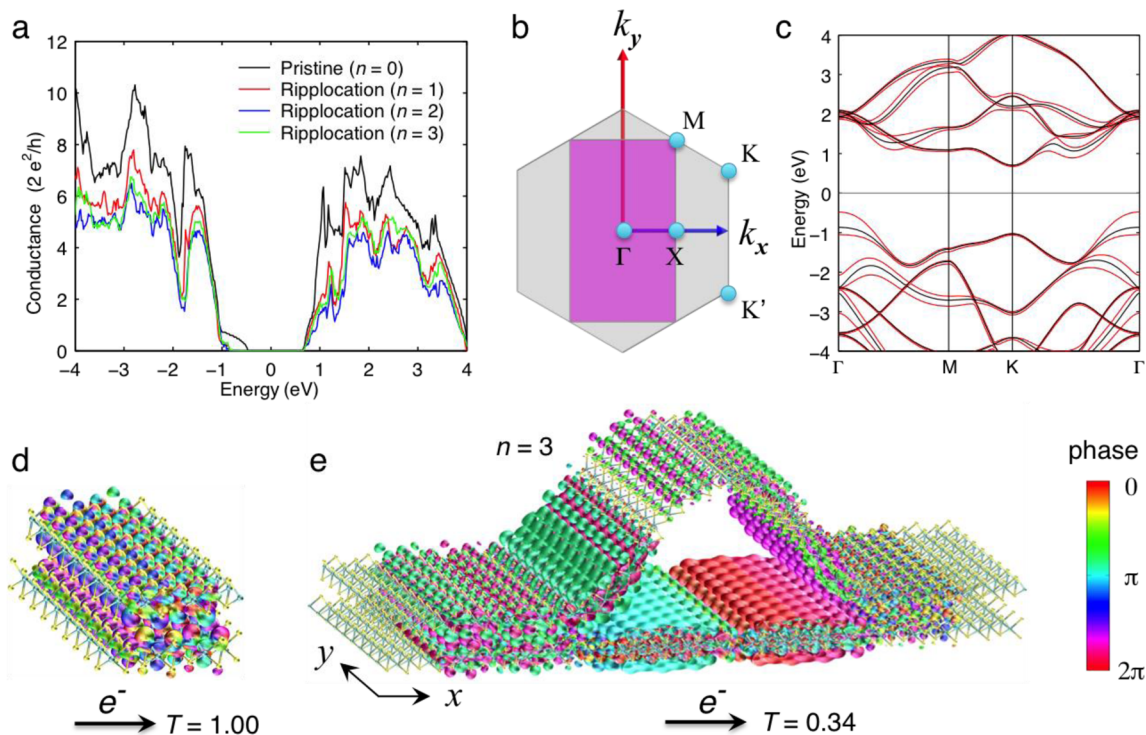 a
12
10
8
6
4
2
0
Conductance (2 e²/h)
Pristine (n = 0)
Ripplocation (n = 1)
Ripplocation (n = 2)
Ripplocation (n = 3)
−4 −3 −2 −1 0 1 2 3 4
Energy (eV)
b
k_y
M
K
k_x
Γ X
K'
c
4
3
2
1
0
−1
−2
−3
−4
Energy (eV)
Γ M K Γ
d
e⁻
T = 1.00
e
n = 3
y
x
e⁻
T = 0.34
phase
0
π
2π